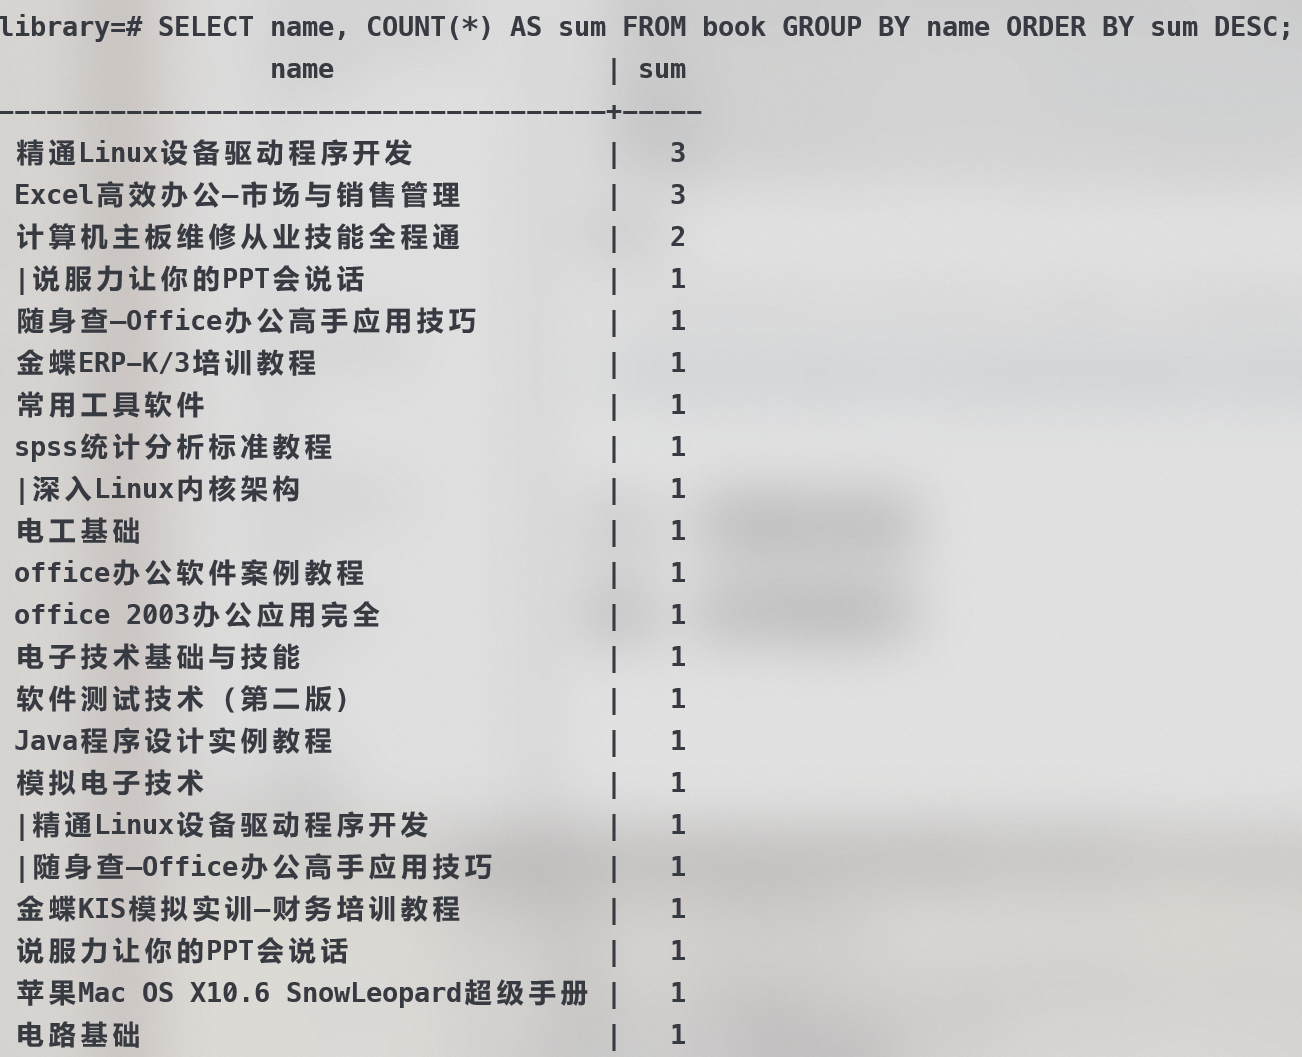 library=# SELECT name, COUNT(*) AS sum FROM book GROUP BY name ORDER BY sum DESC;
name | sum
--------------------------------------+-----
精通Linux设备驱动程序开发 | 3
Excel高效办公—市场与销售管理 | 3
计算机主板维修从业技能全程通 | 2
|说服力让你的PPT会说话 | 1
随身查—Office办公高手应用技巧 | 1
金蝶ERP—K/3培训教程 | 1
常用工具软件 | 1
spss统计分析标准教程 | 1
|深入Linux内核架构 | 1
电工基础 | 1
office办公软件案例教程 | 1
office 2003办公应用完全 | 1
电子技术基础与技能 | 1
软件测试技术（第二版） | 1
Java程序设计实例教程 | 1
模拟电子技术 | 1
|精通Linux设备驱动程序开发 | 1
|随身查—Office办公高手应用技巧 | 1
金蝶KIS模拟实训—财务培训教程 | 1
说服力让你的PPT会说话 | 1
苹果Mac OS X10.6 SnowLeopard超级手册 | 1
电路基础 | 1